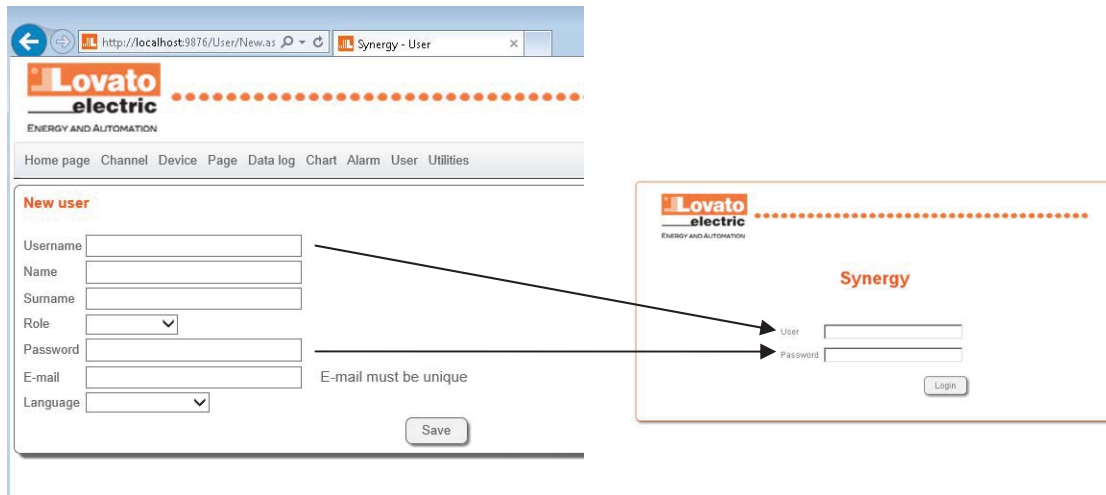 http://localhost:9876/User/New.as
Synergy - User
Lovato
electric
ENERGY AND AUTOMATION
Home page Channel Device Page Data log Chart Alarm User Utilities
New user
Username
Name
Surname
Role
Password
E-mail E-mail must be unique
Language
Save
Lovato
electric
ENERGY AND AUTOMATION
Synergy
User
Password
Login